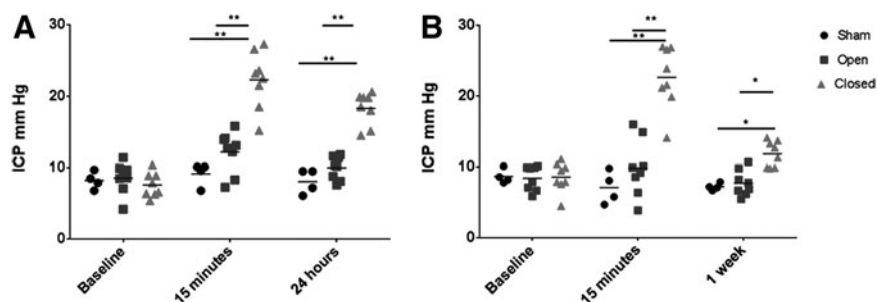 A
ICP mm Hg
30
20
10
0
Baseline
15 minutes
24 hours
**
**
**
**
B
ICP mm Hg
30
20
10
0
Baseline
15 minutes
1 week
**
**
*
*
Sham
Open
Closed